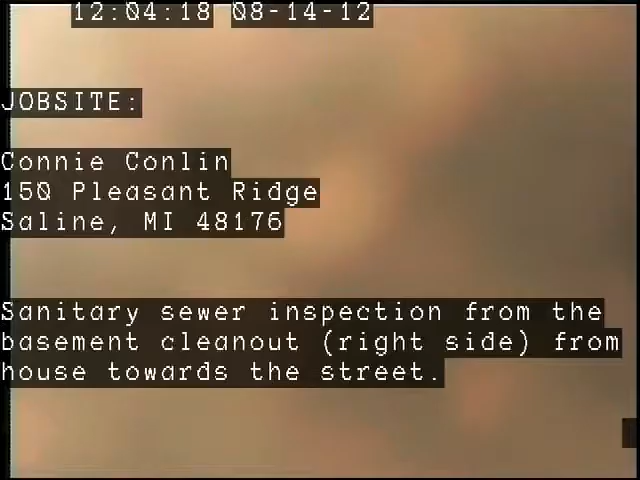 12:04:18 08-14-12
JOBSITE:
Connie Conlin
150 Pleasant Ridge
Saline, MI 48176
Sanitary sewer inspection from the
basement cleanout (right side) from
house towards the street.